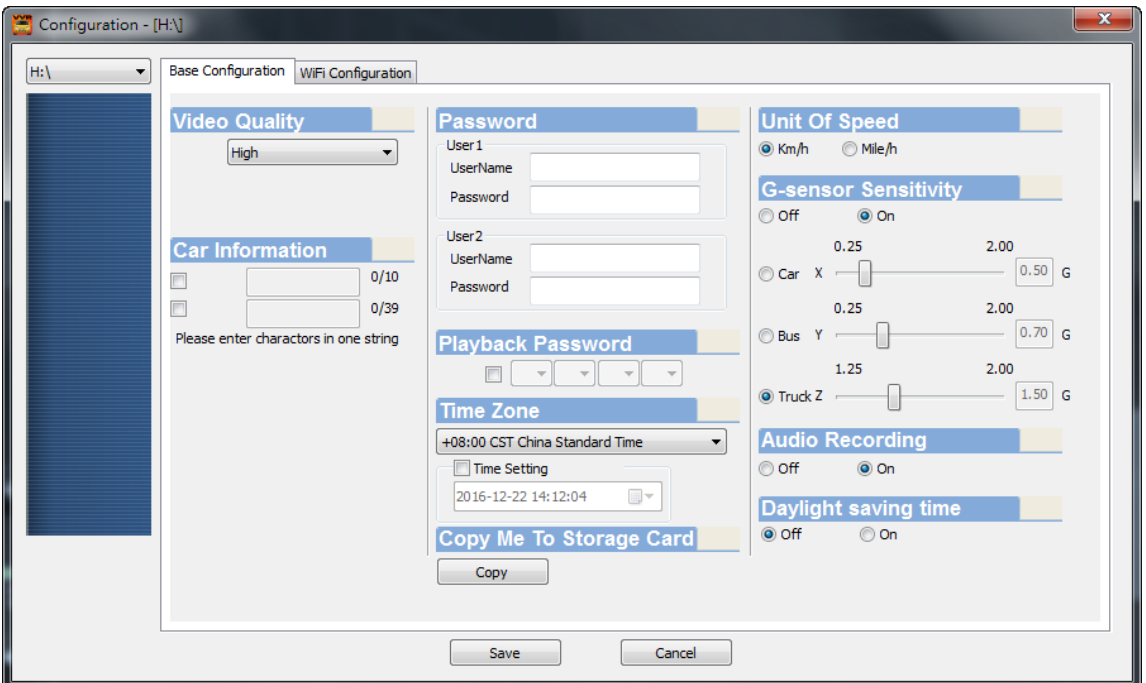 VVR
Configuration - [H:\]
H:\
Base Configuration
WiFi Configuration
Video Quality
High
Car Information
0/10
0/39
Please enter charactors in one string
Password
User1
UserName
Password
User2
UserName
Password
Playback Password
Time Zone
+08:00 CST China Standard Time
Time Setting
2016-12-22 14:12:04
Copy Me To Storage Card
Copy
Unit Of Speed
Km/h Mile/h
G-sensor Sensitivity
Off On
0.25 2.00
Car X 0.50 G
0.25 2.00
Bus Y 0.70 G
1.25 2.00
Truck Z 1.50 G
Audio Recording
Off On
Daylight saving time
Off On
Save Cancel